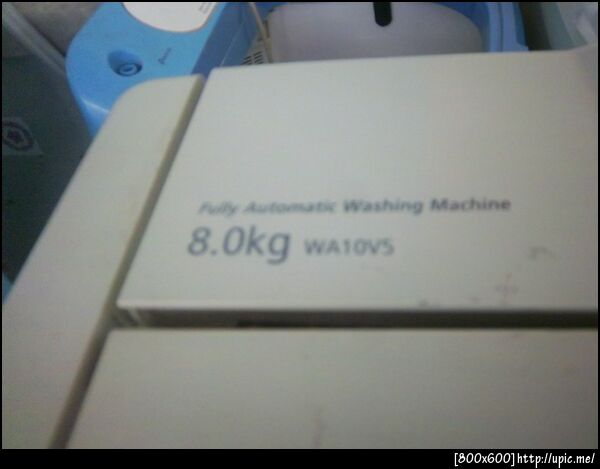 Fully Automatic Washing Machine
8.0kg WA10V5
[800x600]http://upic.me/